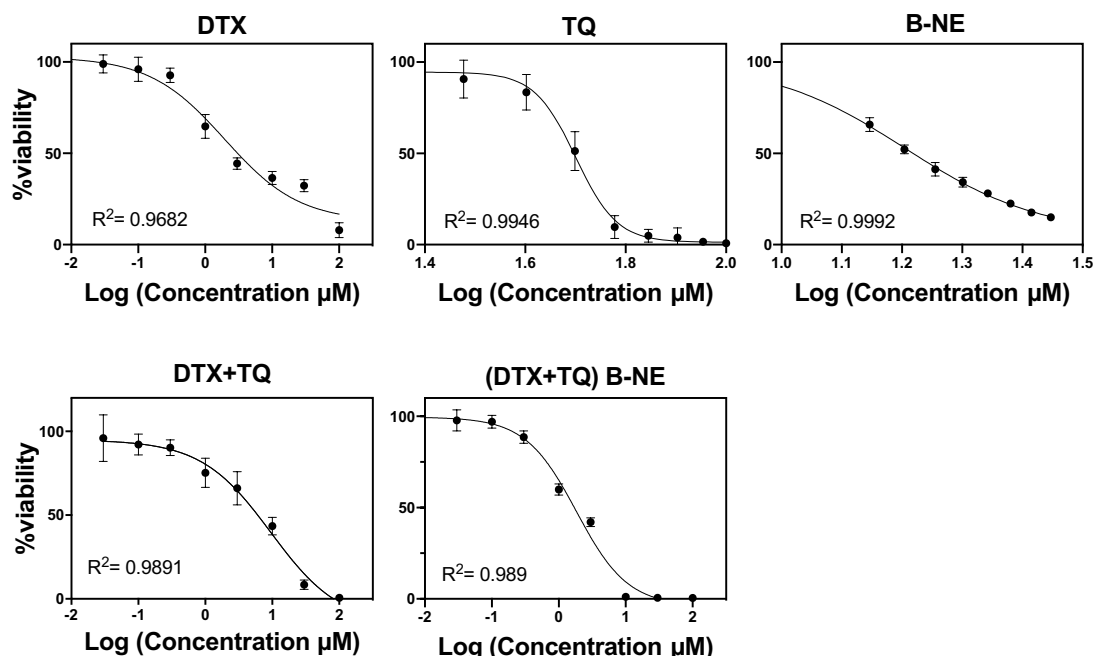 DTX
100
50
0
%viability
R²= 0.9682
-2 -1 0 1 2
Log (Concentration µM)
TQ
R²= 0.9946
1.4 1.6 1.8 2.0
Log (Concentration µM)
B-NE
100
50
0
R²= 0.9992
1.0 1.1 1.2 1.3 1.4 1.5
Log (Concentration µM)
DTX+TQ
100
50
0
%viability
R²= 0.9891
-2 -1 0 1 2
Log (Concentration µM)
(DTX+TQ) B-NE
100
50
0
R²= 0.989
-2 -1 0 1 2
Log (Concentration µM)